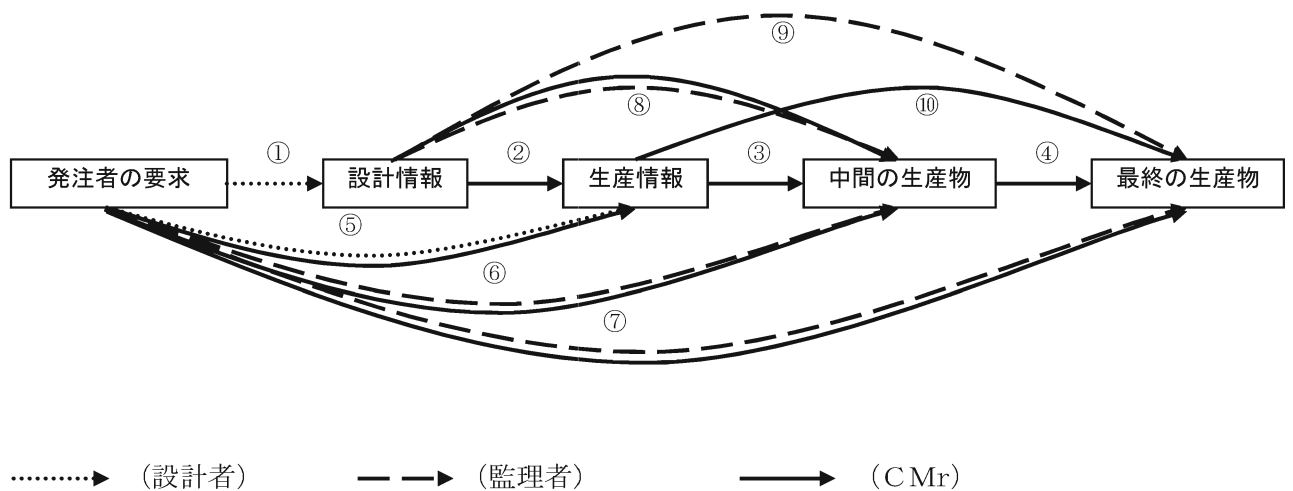 ⑨
⑧ ⑩
① ② ③ ④
発注者の要求 設計情報 生産情報 中間の生産物 最終の生産物
⑤
⑥
⑦
（設計者） （監理者） （ＣＭｒ）